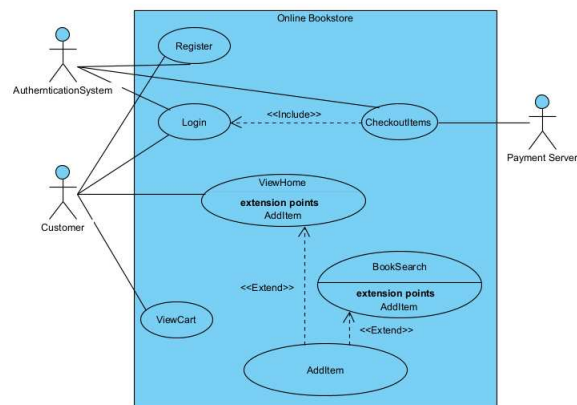 Online Bookstore
Register
AuthernticationSystem
Login
<<Include>>
CheckoutItems
Payment Server
ViewHome
extension points
AddItem
Customer
BookSearch
<<Extend>>
extension points
AddItem
ViewCart
<<Extend>>
AddItem